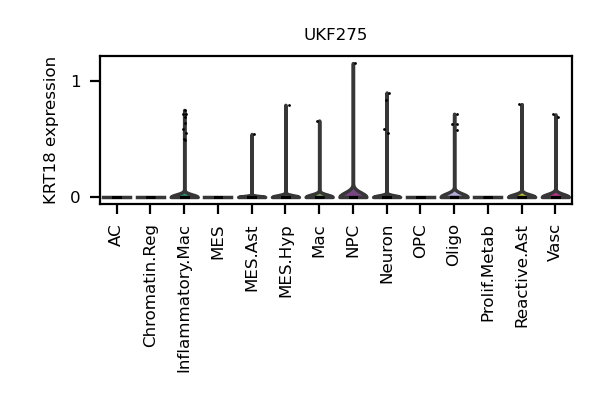 UKF275
KRT18 expression
1
0
AC
Chromatin.Reg
Inflammatory.Mac
MES
MES.Ast
MES.Hyp
Mac
NPC
Neuron
OPC
Oligo
Prolif.Metab
Reactive.Ast
Vasc